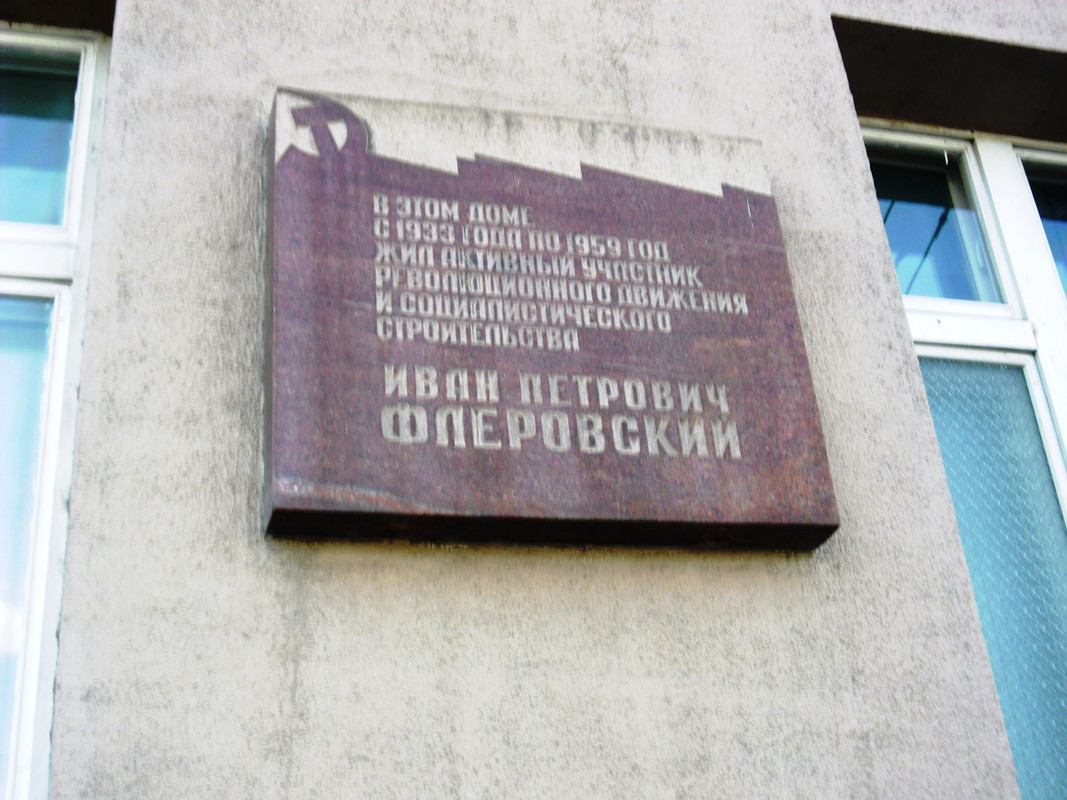 В ЭТОМ ДОМЕ
С 1933 ГОДА ПО 1959 ГОД
ЖИЛ АКТИВНЫЙ УЧАСТНИК
РЕВОЛЮЦИОННОГО ДВИЖЕНИЯ
И СОЦИАЛИСТИЧЕСКОГО
СТРОИТЕЛЬСТВА
ИВАН ПЕТРОВИЧ
ФЛЕРОВСКИЙ